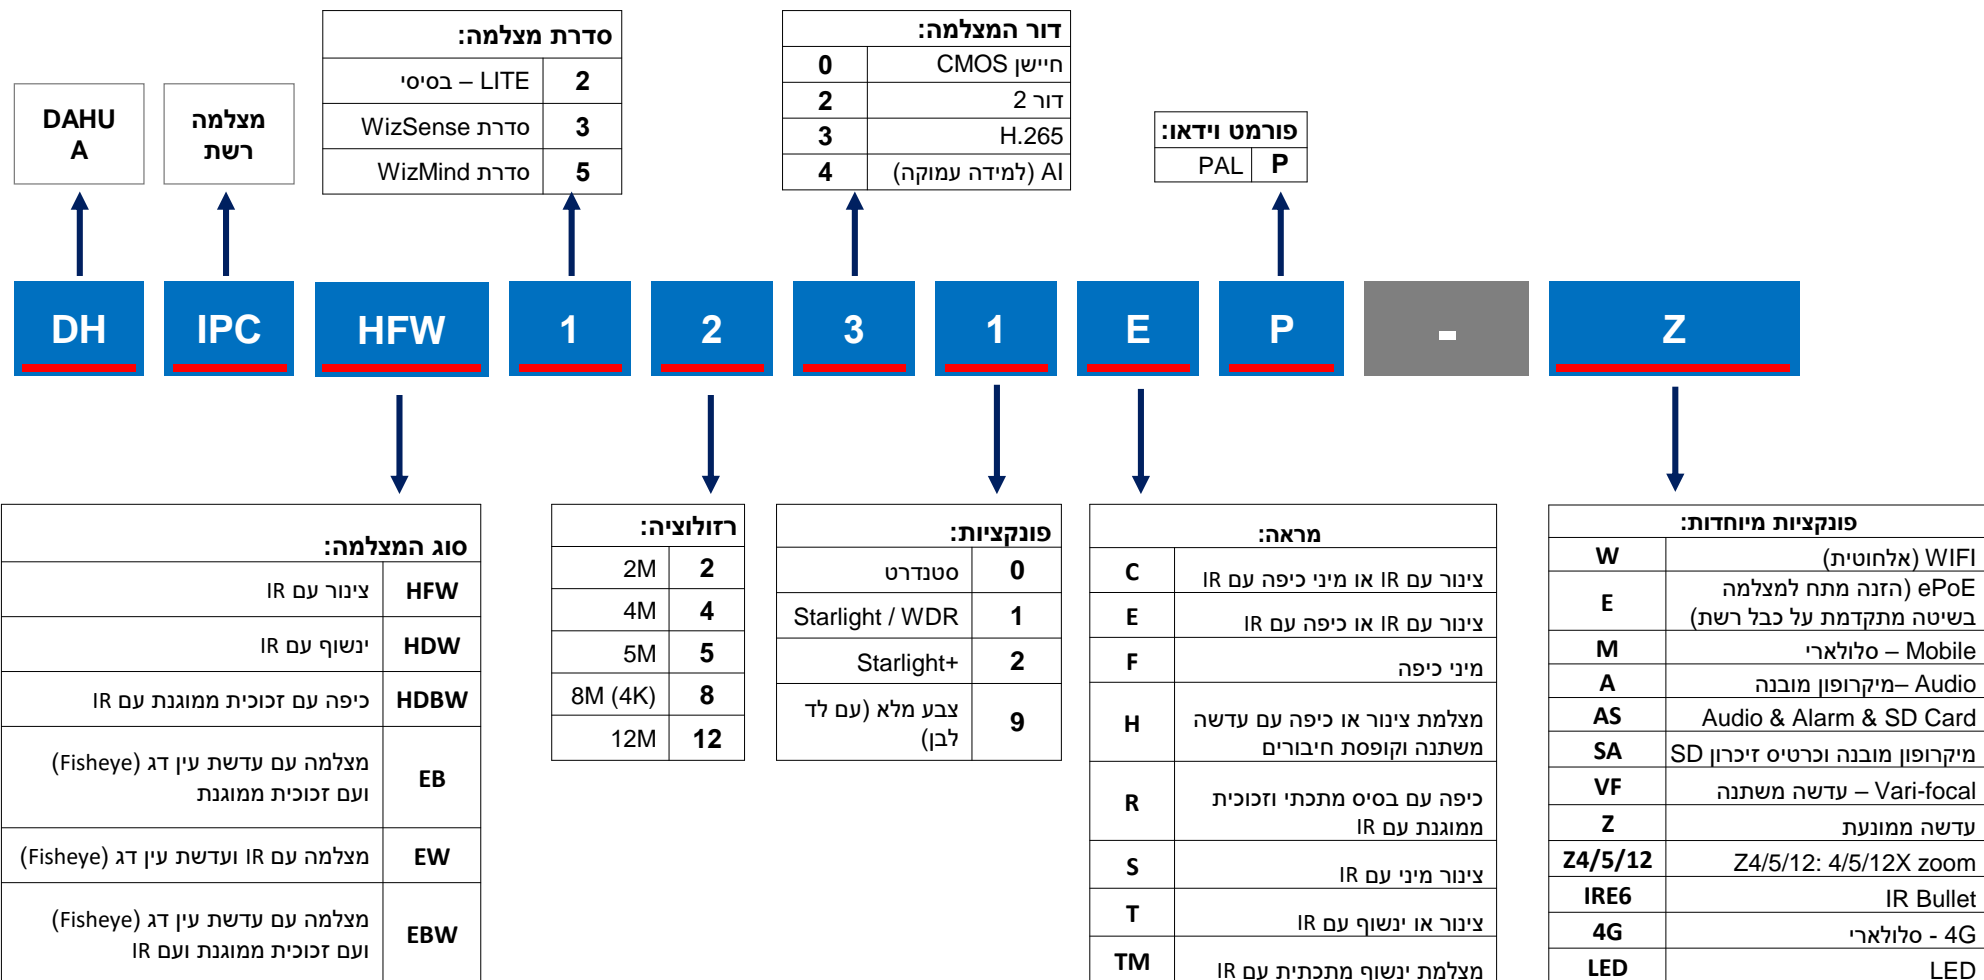 סדרת מצלמה:
2 LITE – בסיסי
3 סדרת WizSense
5 סדרת WizMind
דור המצלמה:
חיישן CMOS 0
דור 2 2
H.265 3
AI (למידה עמוקה) 4
DAHU
A
מצלמה
רשת
פורמט וידאו:
P PAL
DH IPC HFW 1 2 3 1 E P - Z
סוג המצלמה:
HFW צינור עם IR
HDW ינשוף עם IR
HDBW כיפה עם זכוכית ממוגנת עם IR
EB מצלמה עם עדשת עין דג (Fisheye)
ועם זכוכית ממוגנת
EW מצלמה עם IR ועדשת עין דג (Fisheye)
EBW מצלמה עם עדשת עין דג (Fisheye)
ועם זכוכית ממוגנת ועם IR
רזולוציה:
2 2M
4 4M
5 5M
8 8M (4K)
12 12M
פונקציות:
0 סטנדרט
1 Starlight / WDR
2 Starlight+
9 צבע מלא (עם לד
לבן)
מראה:
צינור עם IR או מיני כיפה עם IR C
צינור עם IR או כיפה עם IR E
מיני כיפה F
מצלמת צינור או כיפה עם עדשה
משתנה וקופסת חיבורים H
כיפה עם בסיס מתכתי וזכוכית
ממוגנת עם IR R
צינור מיני עם IR S
צינור או ינשוף עם IR T
מצלמת ינשוף מתכתית עם IR TM
פונקציות מיוחדות:
WIFI (אלחוטית) W
ePoE (הזנה מתח למצלמה
בשיטה מתקדמת על כבל רשת) E
Mobile – סלולארי M
Audio –מיקרופון מובנה A
Audio & Alarm & SD Card AS
מיקרופון מובנה וכרטיס זיכרון SD SA
Vari-focal – עדשה משתנה VF
עדשה ממונעת Z
Z4/5/12: 4/5/12X zoom Z4/5/12
IR Bullet IRE6
4G - סלולארי 4G
LED LED